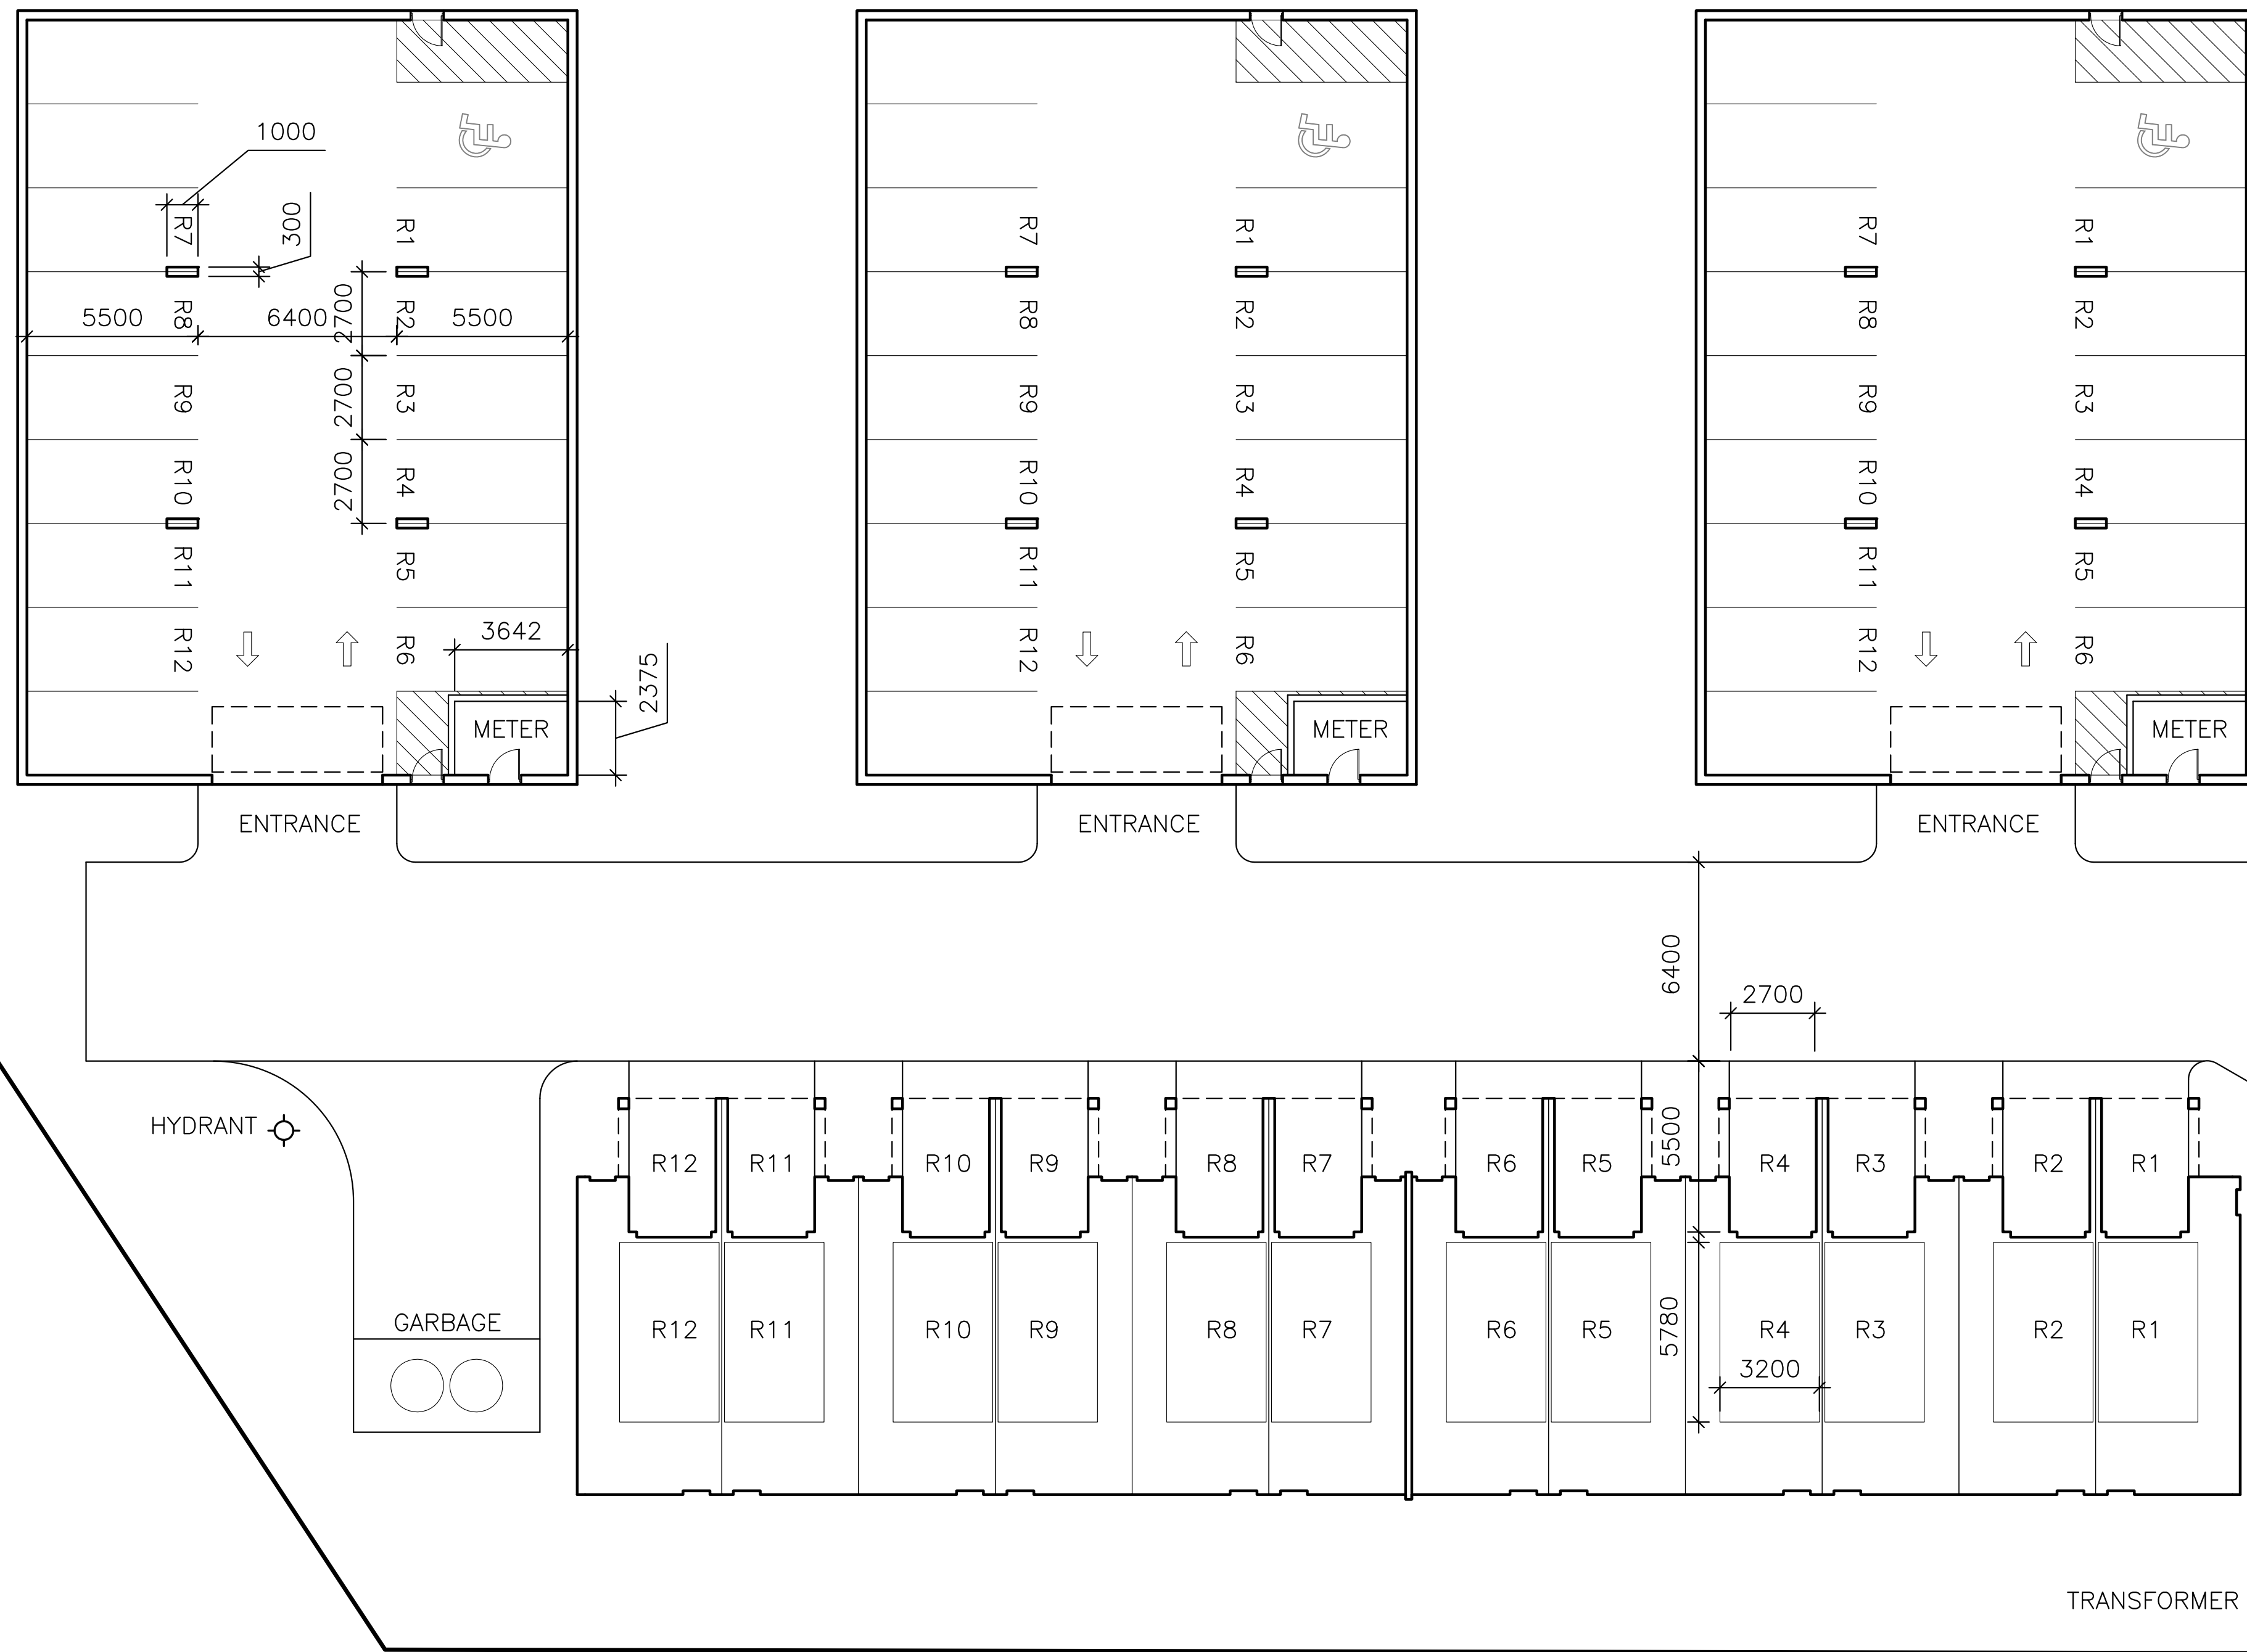 1000
300
R7
R1
R7
R1
R7
R1
2700
5500
R8
6400
R2
5500
R8
R2
R8
R2
2700
R9
R3
R9
R3
R9
R3
2700
R10
R4
R10
R4
R10
R4
R11
R5
R11
R5
R11
R5
R12
R6
3642
R12
R6
R12
R6
2375
METER
METER
METER
ENTRANCE
ENTRANCE
ENTRANCE
6400
2700
HYDRANT
5500
R12
R11
R10
R9
R8
R7
R6
R5
R4
R3
R2
R1
GARBAGE
5780
R12
R11
R10
R9
R8
R7
R6
R5
R4
R3
R2
R1
3200
TRANSFORMER